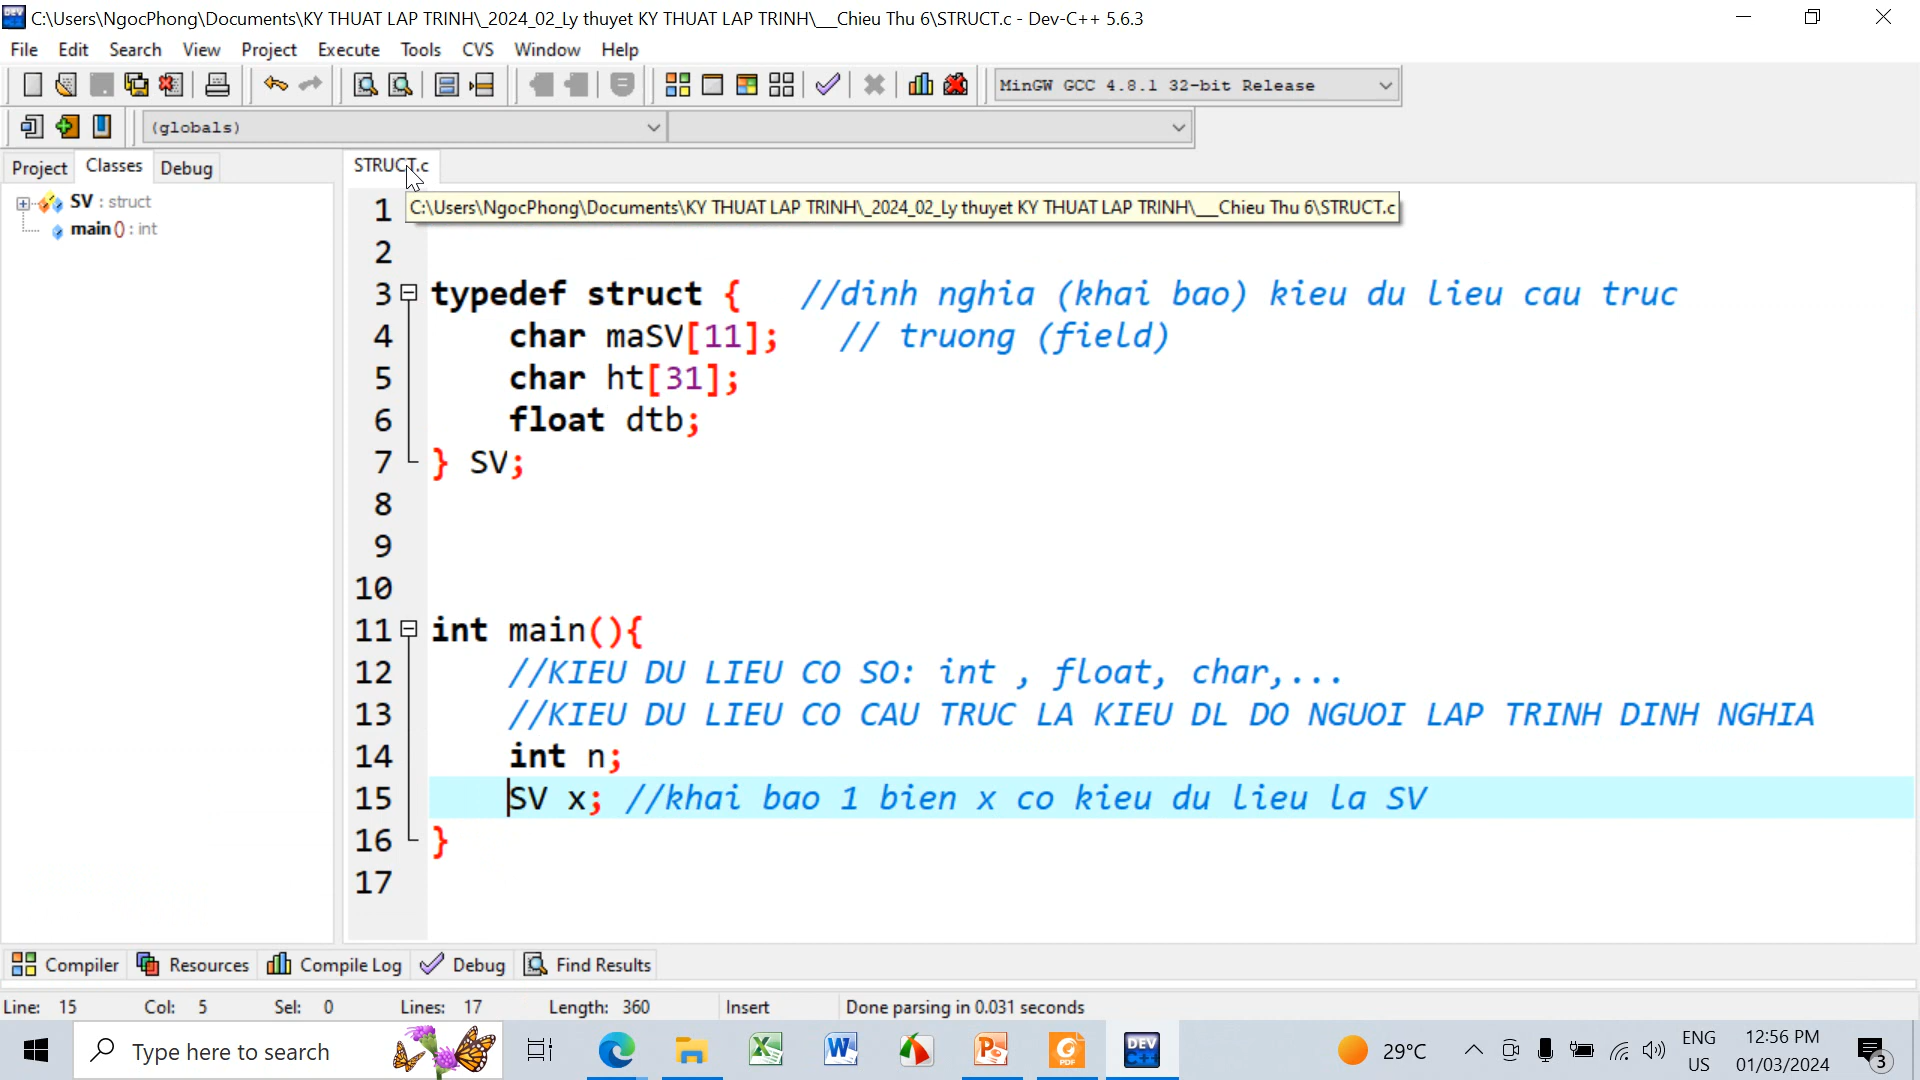 C:\Users\NgocPhong\Documents\KY THUAT LAP TRINH\_2024_02_Ly thuyet KY THUAT LAP TRINH\___Chieu Thu 6\STRUCT.c - Dev-C++ 5.6.3
File Edit Search View Project Execute Tools CVS Window Help
MinGW GCC 4.8.1 32-bit Release
(globals)
Project Classes Debug
STRUCT.c
SV : struct
main () : int
C:\Users\NgocPhong\Documents\KY THUAT LAP TRINH\_2024_02_Ly thuyet KY THUAT LAP TRINH\___Chieu Thu 6\STRUCT.c
1
2
3 typedef struct { //dinh nghia (khai bao) kieu du lieu cau truc
4 char maSV[11]; // truong (field)
5 char ht[31];
6 float dtb;
7 } SV;
8
9
10
11 int main(){
12 //KIEU DU LIEU CO SO: int , float, char,...
13 //KIEU DU LIEU CO CAU TRUC LA KIEU DL DO NGUOI LAP TRINH DINH NGHIA
14 int n;
15 SV x; //khai bao 1 bien x co kieu du lieu la SV
16 }
17
Compiler Resources Compile Log Debug Find Results
Line: 15 Col: 5 Sel: 0 Lines: 17 Length: 360 Insert Done parsing in 0.031 seconds
Type here to search
DEV
29°C
ENG
US
12:56 PM
01/03/2024
3